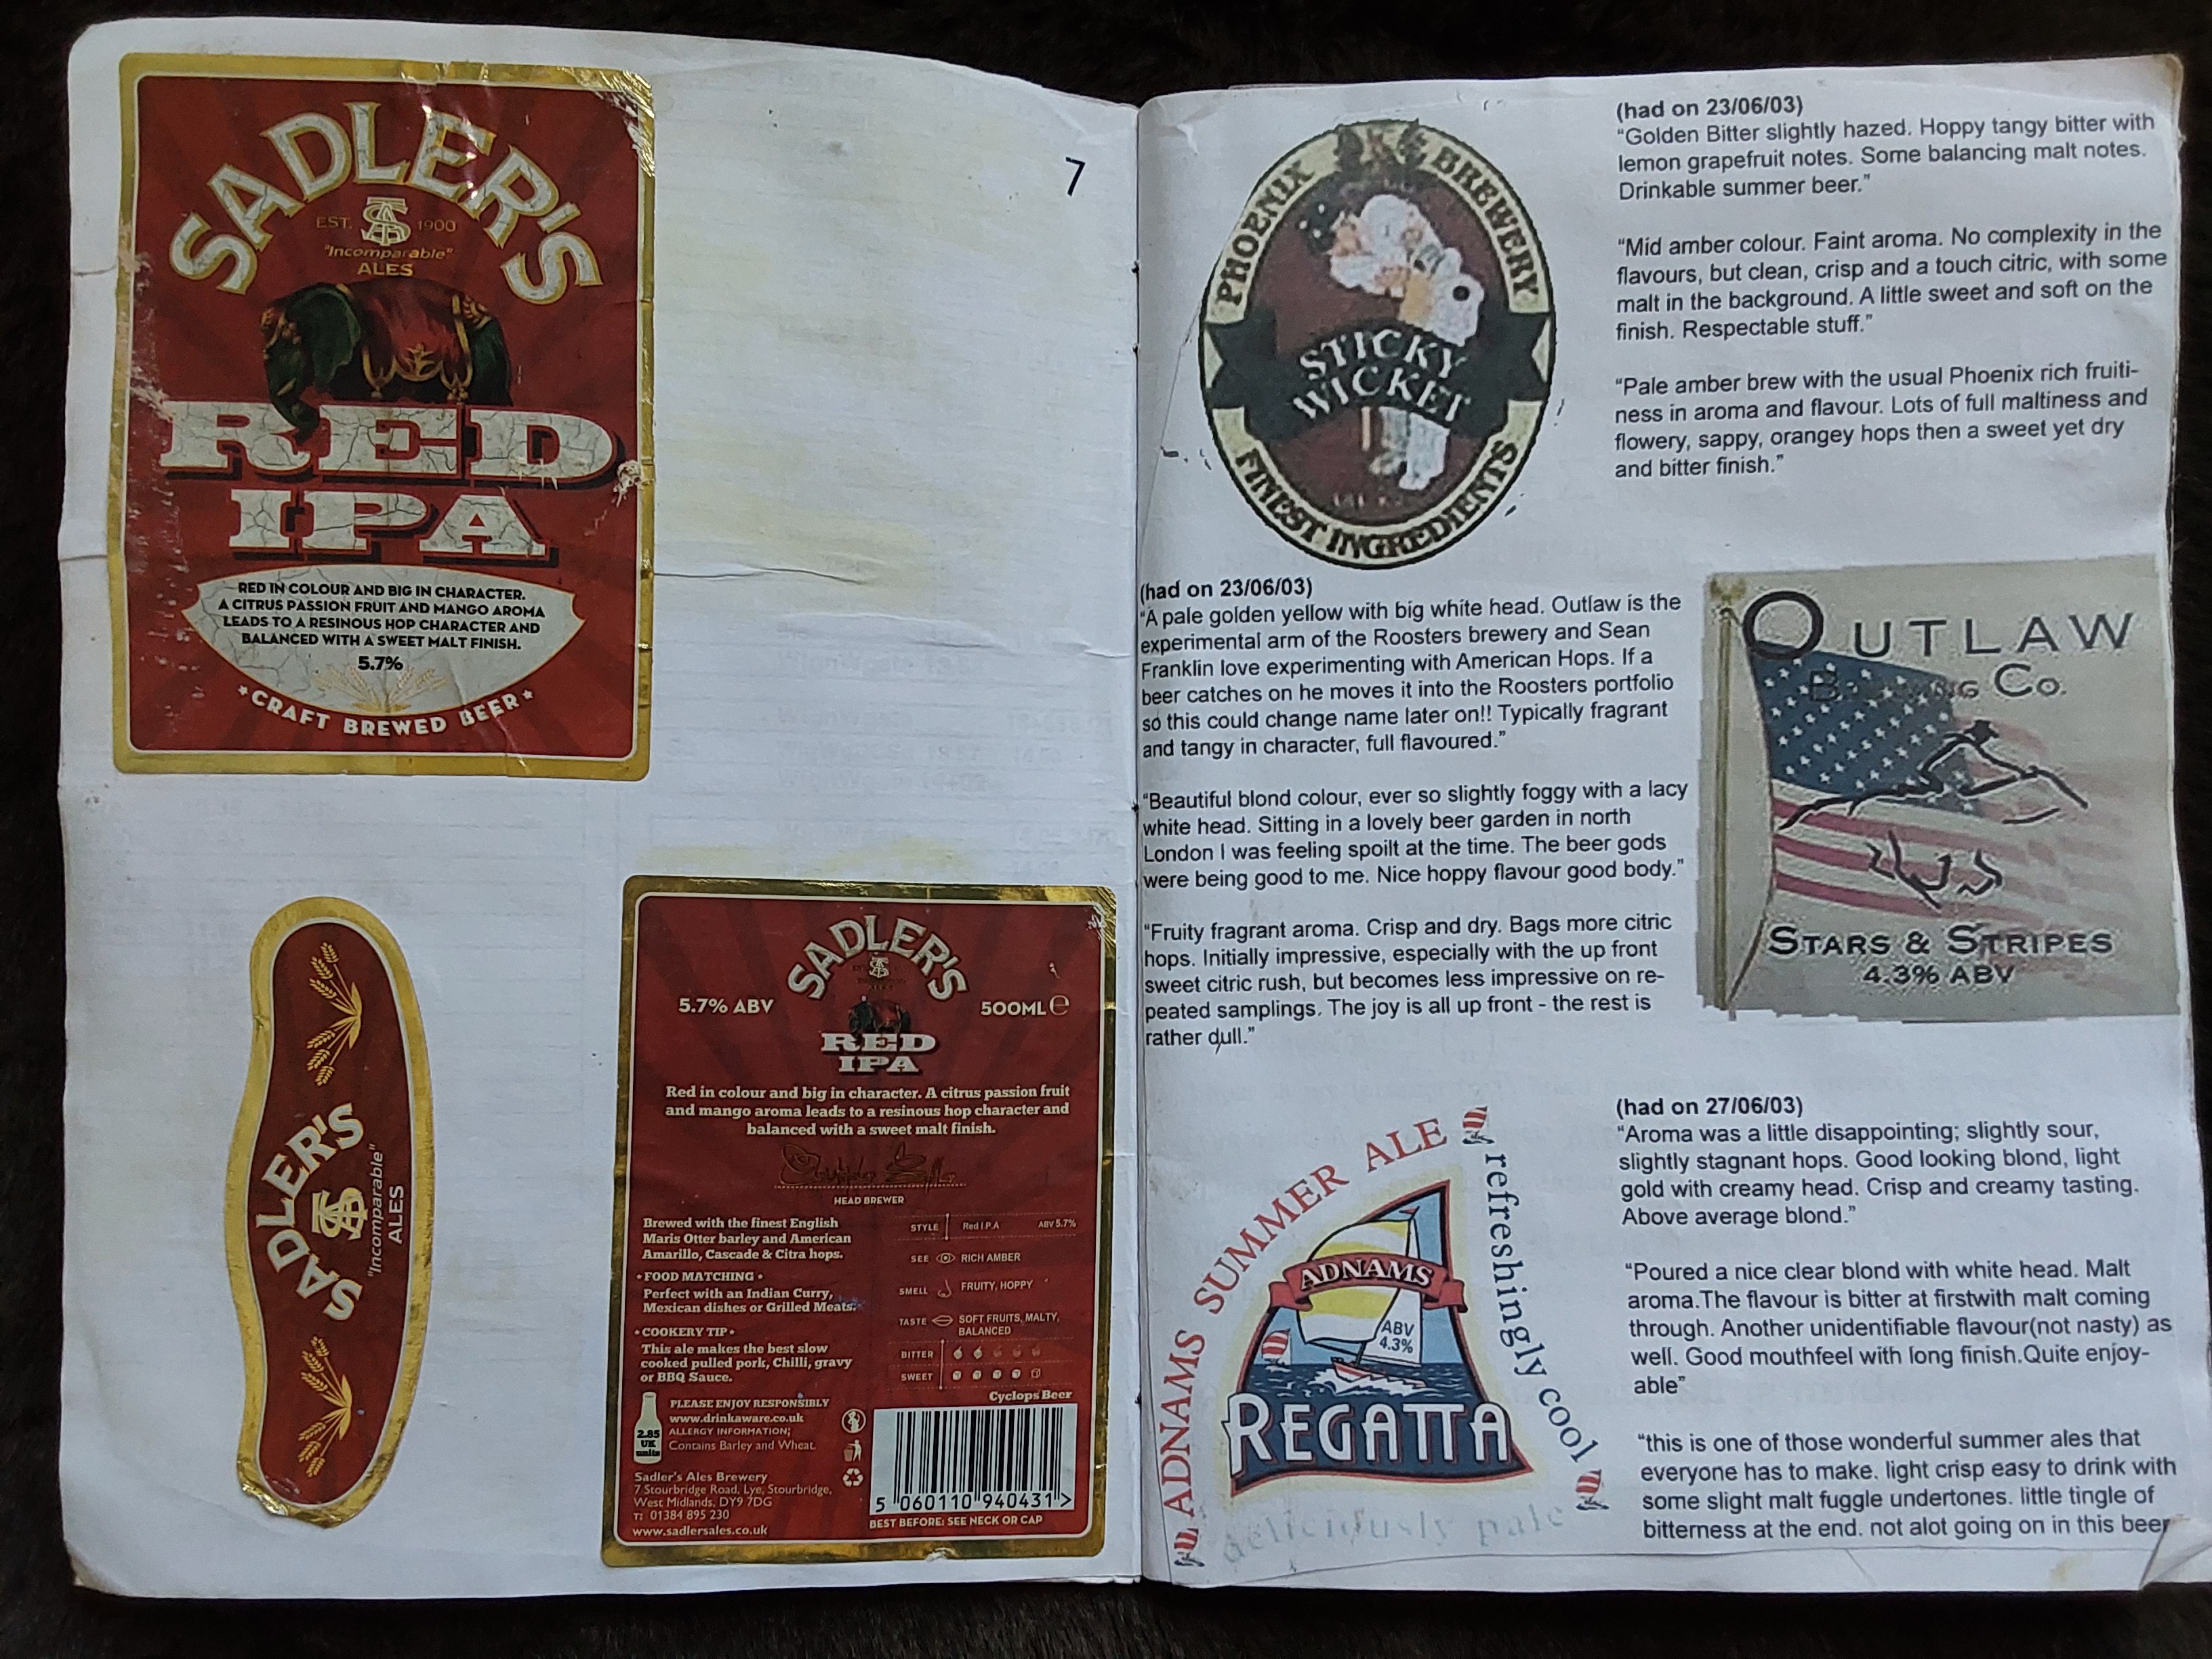 SADLER'S
EST. 1900
"Incomparable"
ALES
RED
IPA
RED IN COLOUR AND BIG IN CHARACTER.
A CITRUS PASSION FRUIT AND MANGO AROMA
LEADS TO A RESINOUS HOP CHARACTER AND
BALANCED WITH A SWEET MALT FINISH.
5.7%
*CRAFT BREWED BEER*
7
SADLER'S
"Incomparable"
ALES
SADLER'S
5.7% ABV
500ML e
RED
IPA
Red in colour and big in character. A citrus passion fruit
and mango aroma leads to a resinous hop character and
balanced with a sweet malt finish.
HEAD BREWER
Brewed with the finest English
Maris Otter barley and American
Amarillo, Cascade & Citra hops.
• FOOD MATCHING •
Perfect with an Indian Curry,
Mexican dishes or Grilled Meats.
• COOKERY TIP •
This ale makes the best slow
cooked pulled pork, Chilli, gravy
or BBQ Sauce.
STYLE Red I.P.A ABV 5.7%
SEE RICH AMBER
SMELL FRUITY, HOPPY
TASTE SOFT FRUITS, MALTY,
BALANCED
BITTER
SWEET
Cyclops Beer
2.85
UK
units
PLEASE ENJOY RESPONSIBLY
www.drinkaware.co.uk
ALLERGY INFORMATION;
Contains Barley and Wheat.
Sadler's Ales Brewery
7 Stourbridge Road, Lye, Stourbridge,
West Midlands, DY9 7DG
T: 01384 895 230
www.sadlersales.co.uk
5 060110 940431 >
BEST BEFORE: SEE NECK OR CAP
PHOENIX BREWERY
STICKY
WICKET
FINEST INGREDIENTS
(had on 23/06/03)
“Golden Bitter slightly hazed. Hoppy tangy bitter with
lemon grapefruit notes. Some balancing malt notes.
Drinkable summer beer.”
“Mid amber colour. Faint aroma. No complexity in the
flavours, but clean, crisp and a touch citric, with some
malt in the background. A little sweet and soft on the
finish. Respectable stuff.”
“Pale amber brew with the usual Phoenix rich fruiti-
ness in aroma and flavour. Lots of full maltiness and
flowery, sappy, orangey hops then a sweet yet dry
and bitter finish.”
(had on 23/06/03)
“A pale golden yellow with big white head. Outlaw is the
experimental arm of the Roosters brewery and Sean
Franklin love experimenting with American Hops. If a
beer catches on he moves it into the Roosters portfolio
so this could change name later on!! Typically fragrant
and tangy in character, full flavoured.”
“Beautiful blond colour, ever so slightly foggy with a lacy
white head. Sitting in a lovely beer garden in north
London I was feeling spoilt at the time. The beer gods
were being good to me. Nice hoppy flavour good body.”
“Fruity fragrant aroma. Crisp and dry. Bags more citric
hops. Initially impressive, especially with the up front
sweet citric rush, but becomes less impressive on re-
peated samplings. The joy is all up front - the rest is
rather dull.”
OUTLAW
Co.
STARS & STRIPES
4.3% ABV
ADNAMS SUMMER ALE
refreshingly cool
deliciously pale
ADNAMS
ABV
4.3%
REGATTA
(had on 27/06/03)
“Aroma was a little disappointing; slightly sour,
slightly stagnant hops. Good looking blond, light
gold with creamy head. Crisp and creamy tasting.
Above average blond.”
“Poured a nice clear blond with white head. Malt
aroma.The flavour is bitter at firstwith malt coming
through. Another unidentifiable flavour(not nasty) as
well. Good mouthfeel with long finish.Quite enjoy-
able”
“this is one of those wonderful summer ales that
everyone has to make. light crisp easy to drink with
some slight malt fuggle undertones. little tingle of
bitterness at the end. not alot going on in this beer